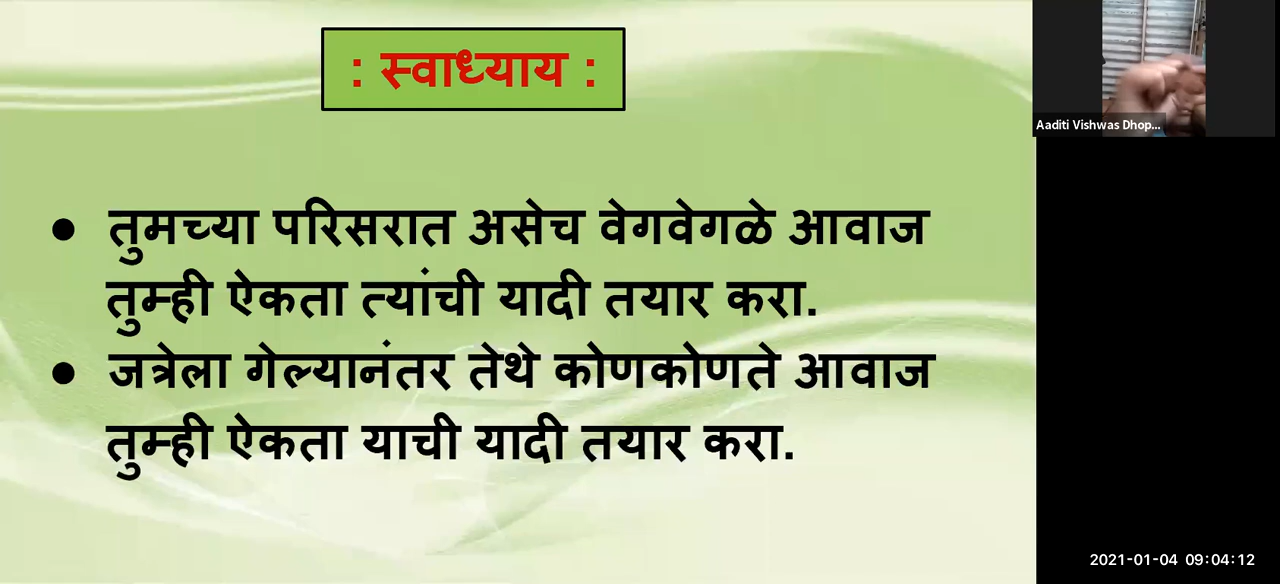 : स्वाध्याय :
Aaditi Vishwas Dhop...
● तुमच्या परिसरात असेच वेगवेगळे आवाज
तुम्ही ऐकता त्यांची यादी तयार करा.
● जत्रेला गेल्यानंतर तेथे कोणकोणते आवाज
तुम्ही ऐकता याची यादी तयार करा.
2021-01-04 09:04:12